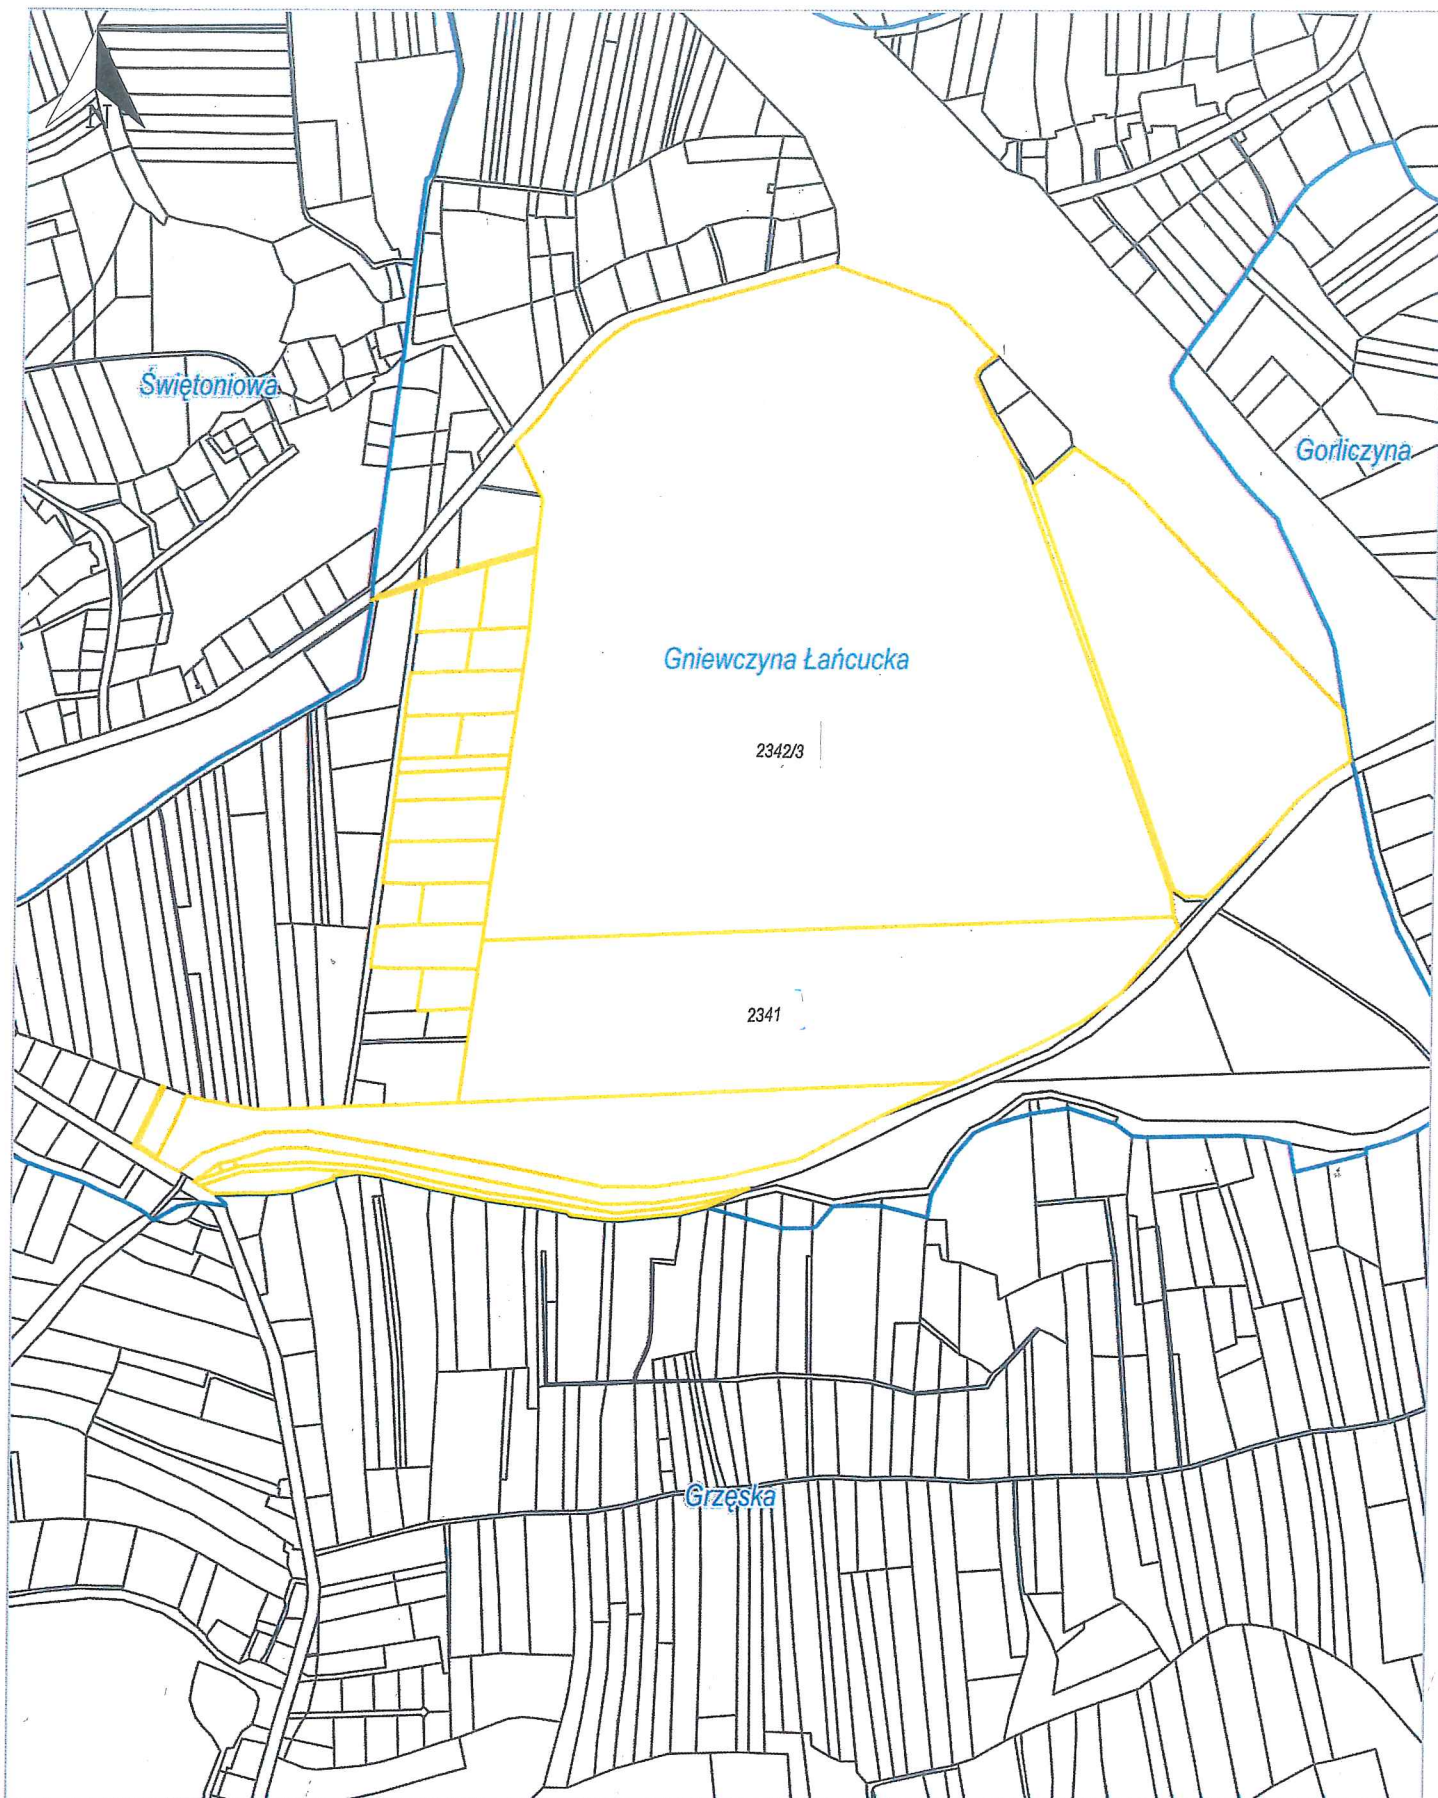 N
Świętoniowa
Gorliczyna
Gniewczyna Łańcucka
2342/3
2341
Grzęska